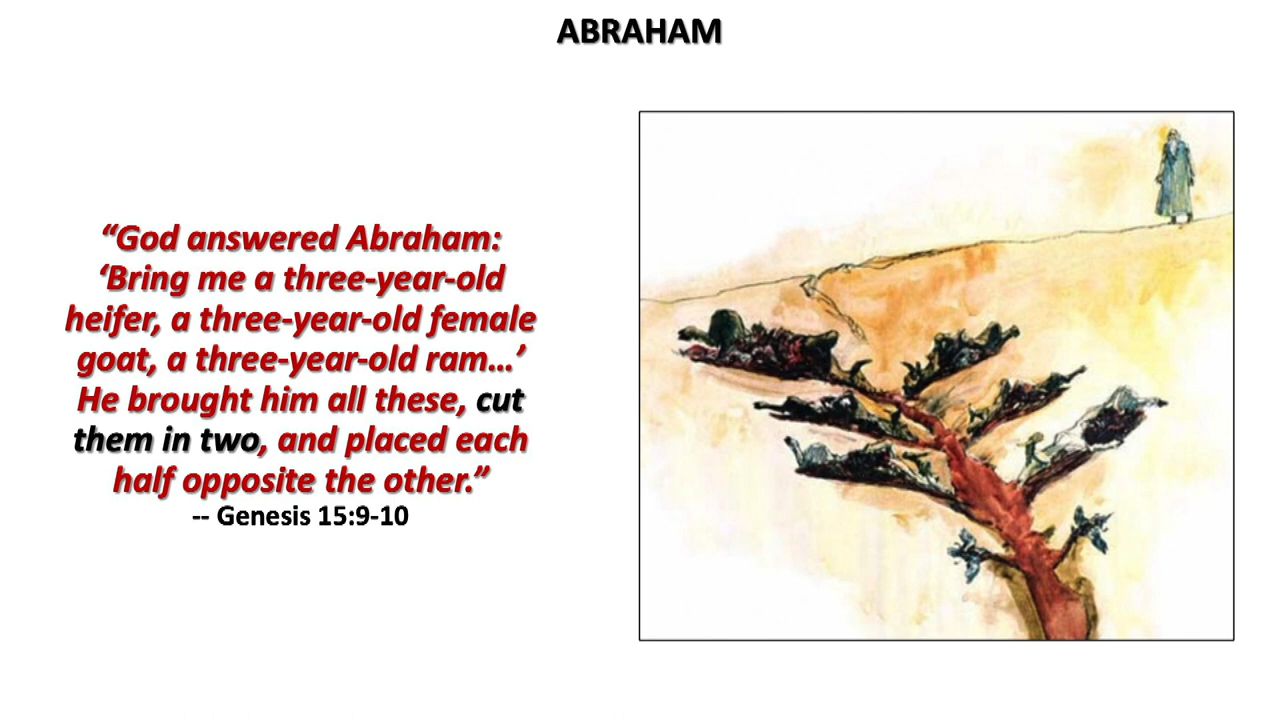 ABRAHAM
“God answered Abraham:
‘Bring me a three-year-old
heifer, a three-year-old female
goat, a three-year-old ram…’
He brought him all these, cut
them in two, and placed each
half opposite the other.”
-- Genesis 15:9-10